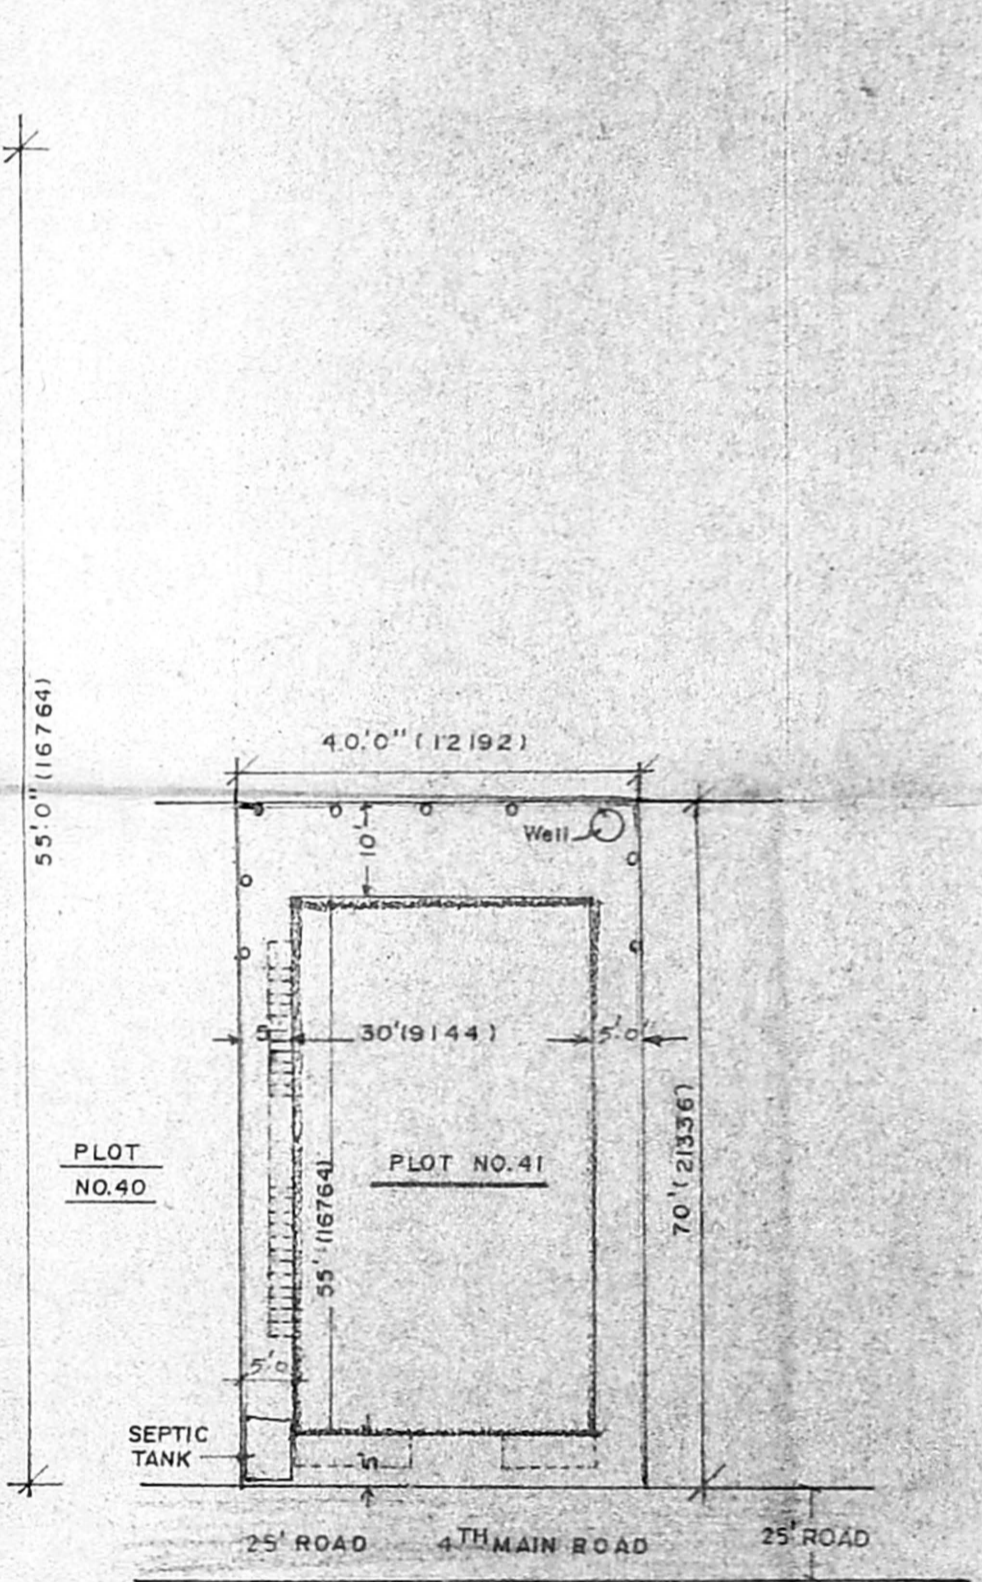 40'.0" (12192)
55'.0" (16764)
10'
Well
5'
30'(9144)
5'.0"
70'(21336)
PLOT
NO.40
PLOT NO.41
55' (16764)
5'.0
SEPTIC
TANK
5'
25' ROAD
4TH MAIN ROAD
25' ROAD